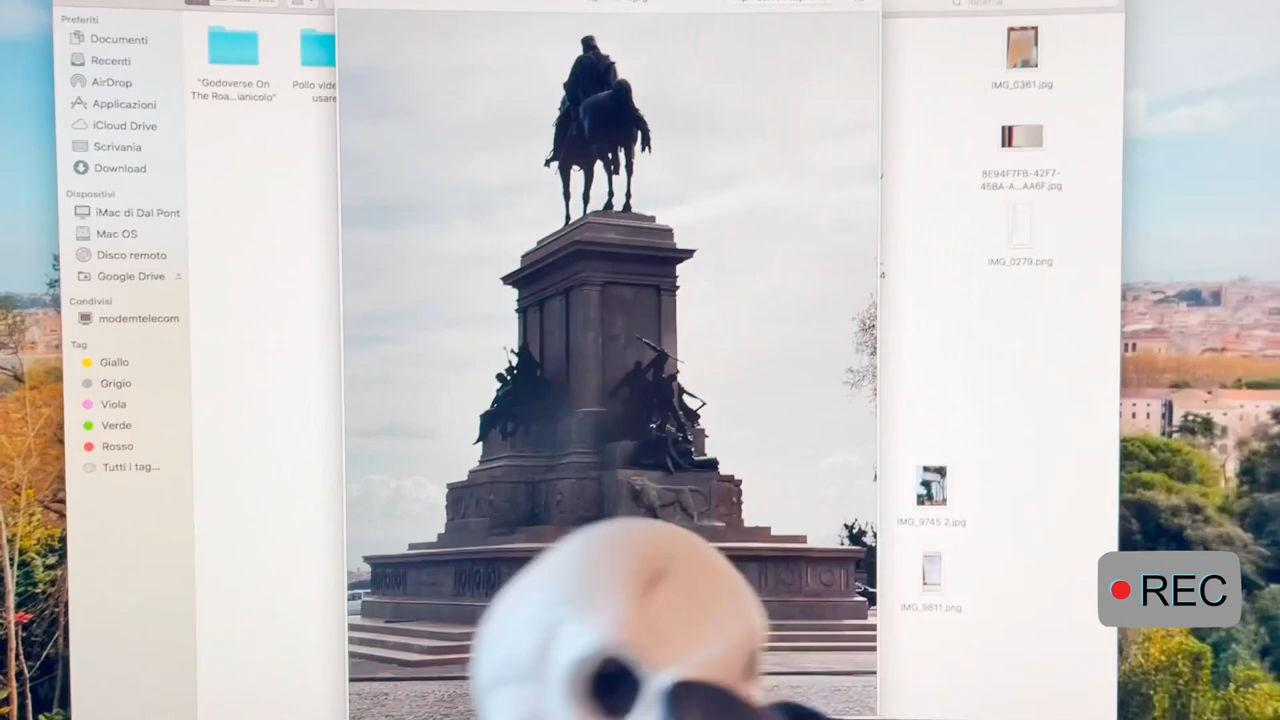 Ricerca
Preferiti
Documenti
Recenti
AirDrop
Applicazioni
iCloud Drive
Scrivania
Download
Dispositivi
iMac di Dal Pont
Mac OS
Disco remoto
Google Drive
Condivisi
modemtelecom
Tag
Giallo
Grigio
Viola
Verde
Rosso
Tutti i tag...
"Godoverse On
The Roa...ianicolo"
Pollo vide
usare
IMG_0361.jpg
8E94F7FB-42F7-
45BA-A...AA6F.jpg
IMG_0279.png
4
IMG_9745 2.jpg
IMG_9811.png
REC